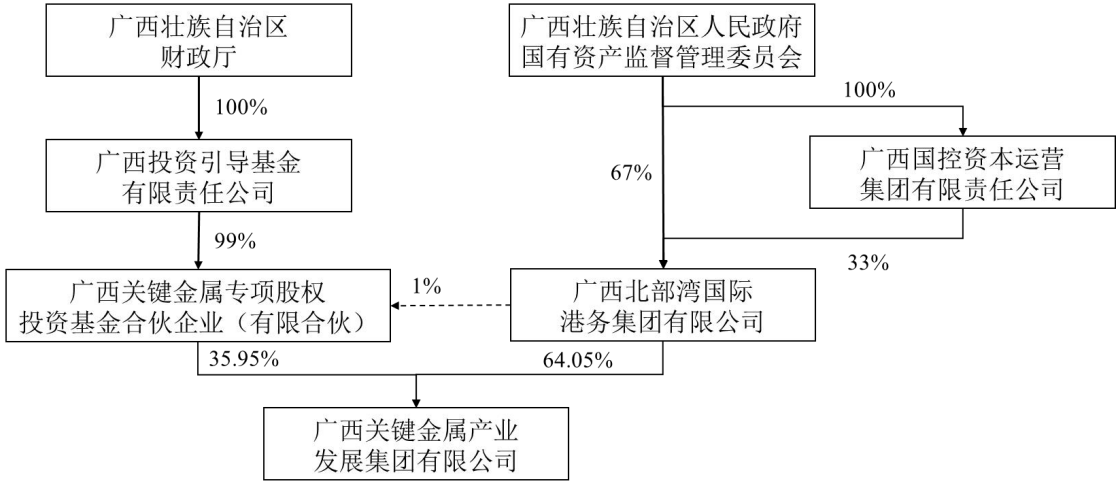 广西壮族自治区
财政厅
广西壮族自治区人民政府
国有资产监督管理委员会
100%
100%
广西投资引导基金
有限责任公司
67%
广西国控资本运营
集团有限责任公司
99%
33%
广西关键金属专项股权
投资基金合伙企业（有限合伙）
1%
广西北部湾国际
港务集团有限公司
35.95%
64.05%
广西关键金属产业
发展集团有限公司